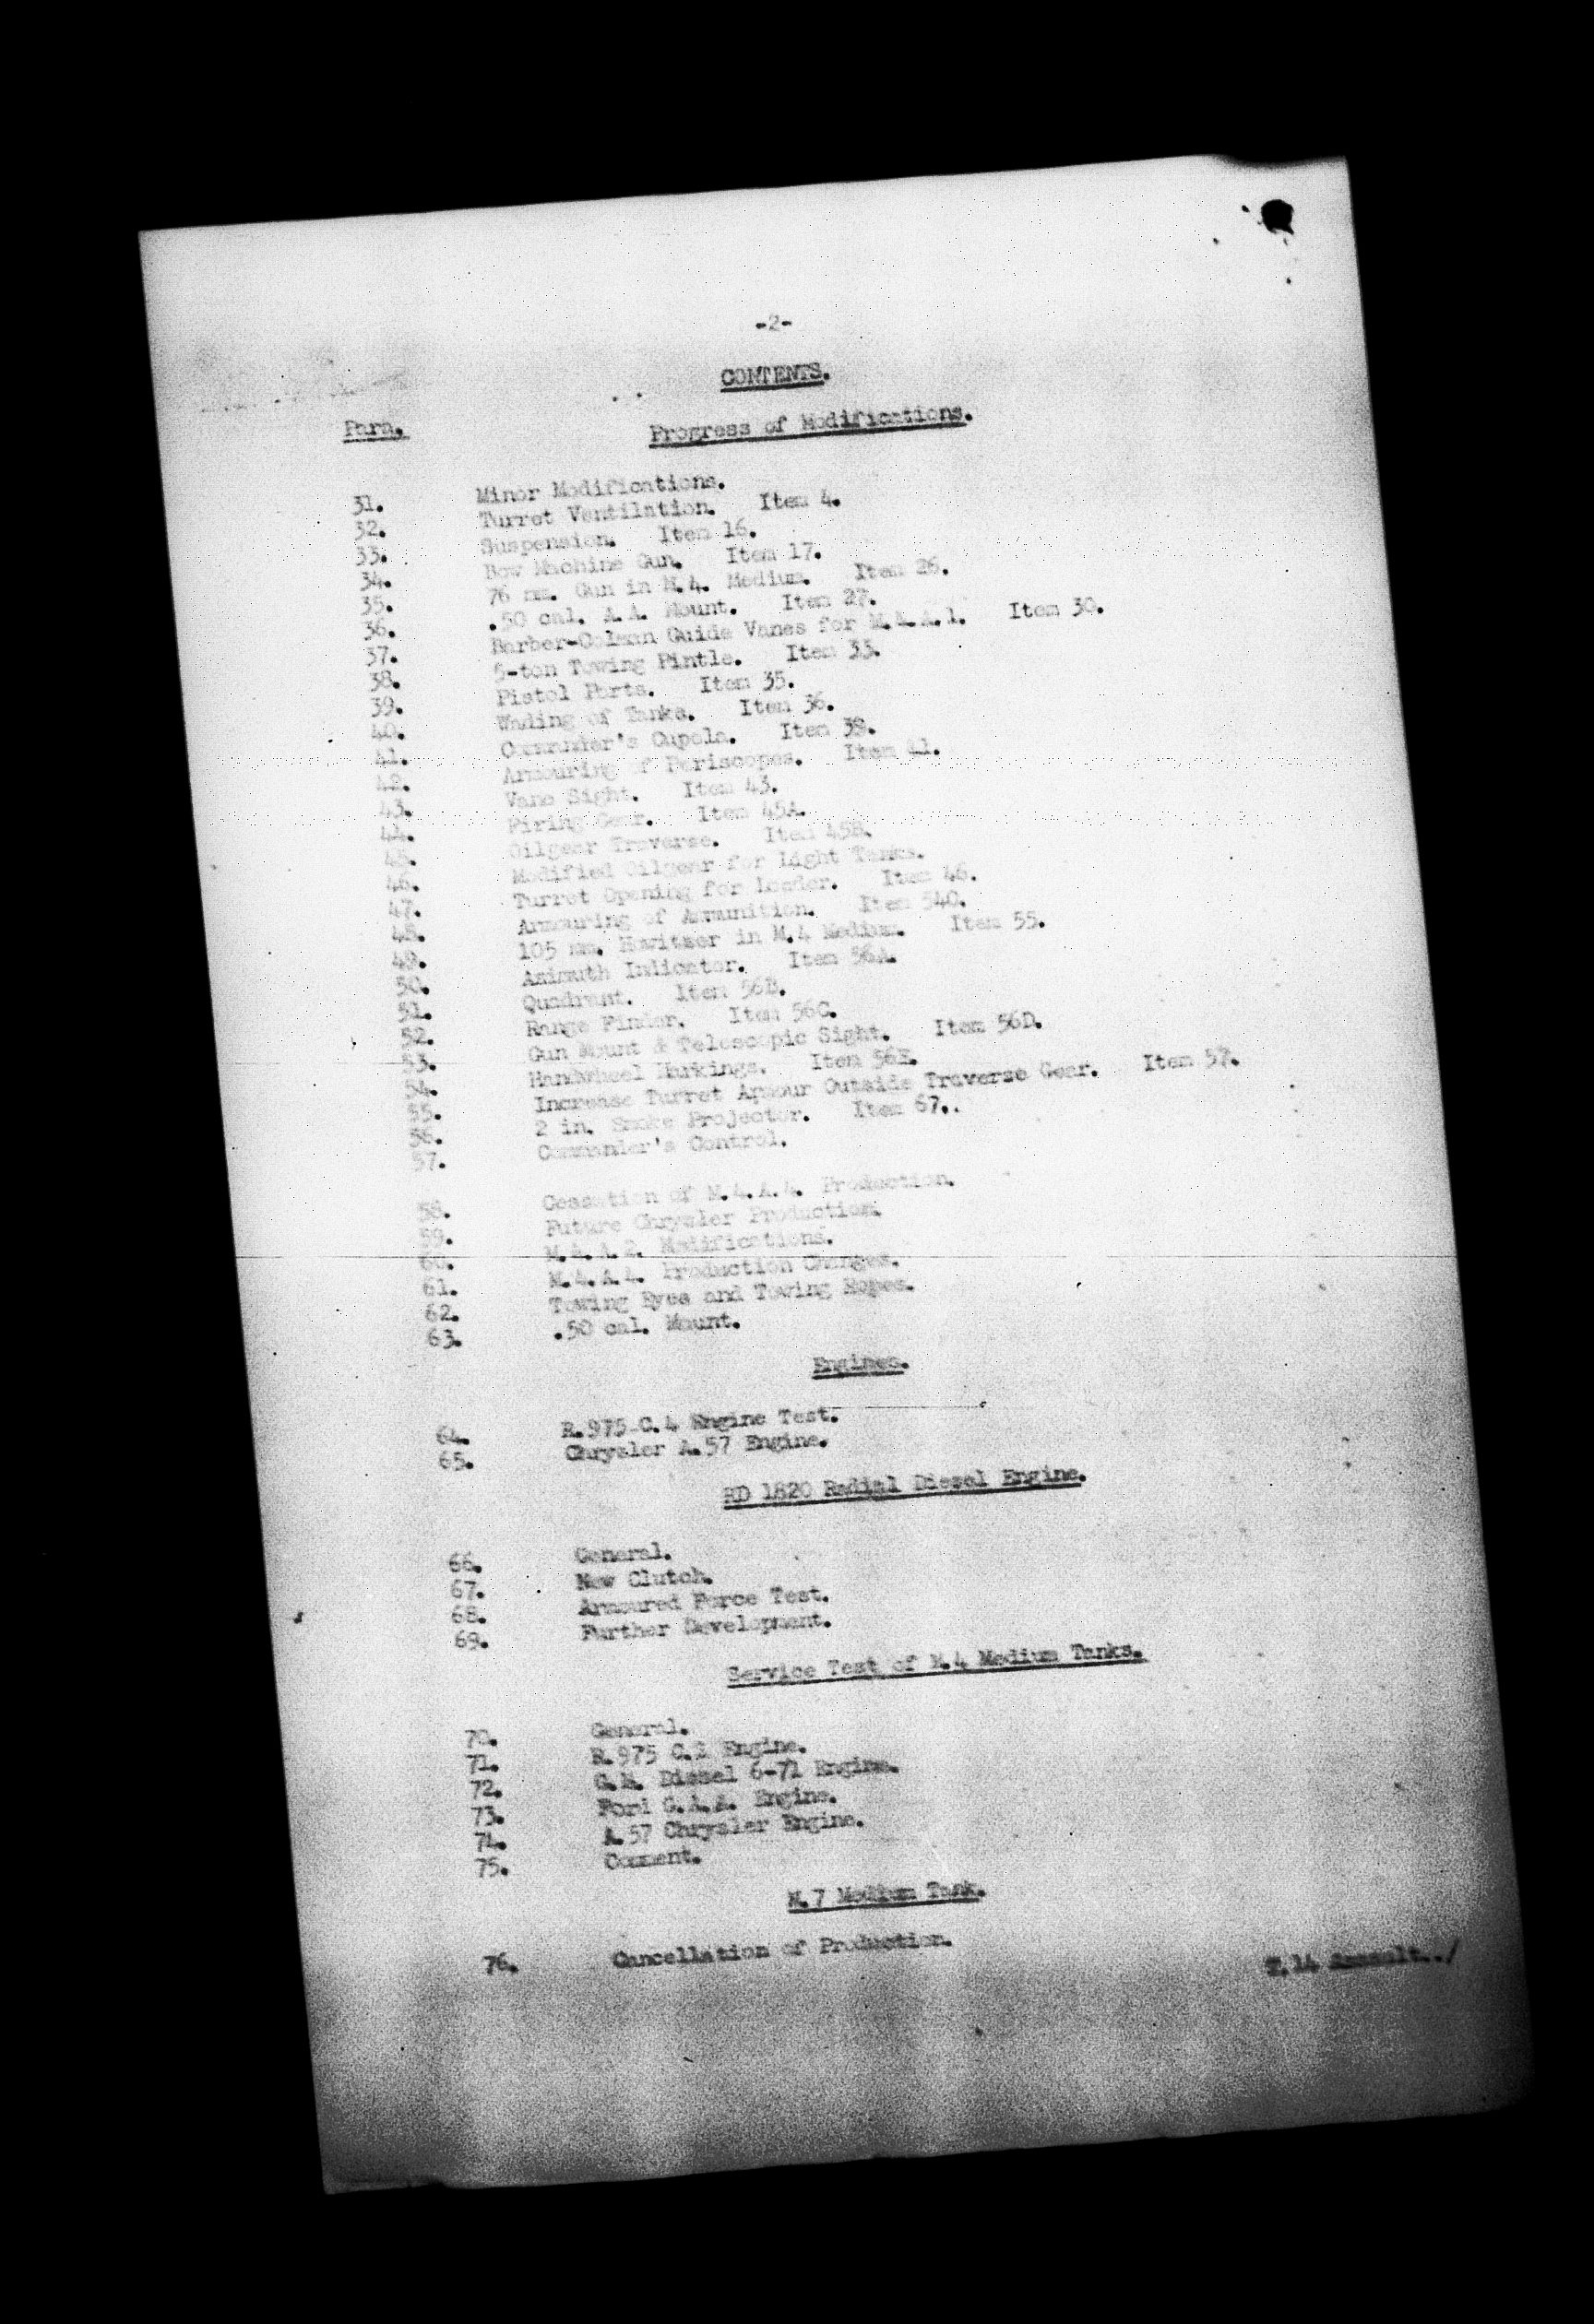 -2-
CONTENTS.
Para. Progress of Modifications.
31. Minor Modifications.
32. Turret Ventilation. Item 4.
33. Suspension. Item 16.
34. Bow Machine Gun. Item 17.
35. 76 mm. Gun in M.4. Medium. Item 26.
36. .50 cal. A.A. Mount. Item 27.
37. Barber-Colman Guide Vanes for M.4.A.1. Item 30.
38. 5-ton Towing Pintle. Item 33.
39. Pistol Ports. Item 35.
40. Wading of Tanks. Item 36.
41. Commander's Cupola. Item 38.
42. Armouring of Periscopes. Item 41.
43. Vane Sight. Item 43.
44. Firing Gear. Item 45A.
45. Oilgear Traverse. Item 45B.
46. Modified Oilgear for Light Tanks.
47. Turret Opening for Loader. Item 46.
48. Armouring of Ammunition. Item 54C.
49. 105 mm. Howitzer in M.4 Medium. Item 55.
50. Azimuth Indicator. Item 56A.
51. Quadrant. Item 56B.
52. Range Finder. Item 56C.
53. Gun Mount & Telescopic Sight. Item 56D.
54. Handwheel Markings. Item 56E.
55. Increase Turret Armour Outside Traverse Gear. Item 57.
56. 2 in. Smoke Projector. Item 67..
57. Commander's Control.
58. Cessation of M.4.A.4. Production.
59. Future Chrysler Production.
60. M.4.A.2. Modifications.
61. M.4.A.4. Production Changes.
62. Towing Eyes and Towing Ropes.
63. .50 cal. Mount.
Engines.
64. R.975-C.4 Engine Test.
65. Chrysler A.57 Engine.
RD 1820 Radial Diesel Engine.
66. General.
67. New Clutch.
68. Armoured Force Test.
69. Further Development.
Service Test of M.4 Medium Tanks.
70. General.
71. R.975 Engine.
72. G.M. Diesel 6-71 Engine.
73. Ford G.A.A. Engine.
74. A.57 Chrysler Engine.
75. Comment.
M.7 Medium Tank.
76. Cancellation of Production.
T.14 Assault../